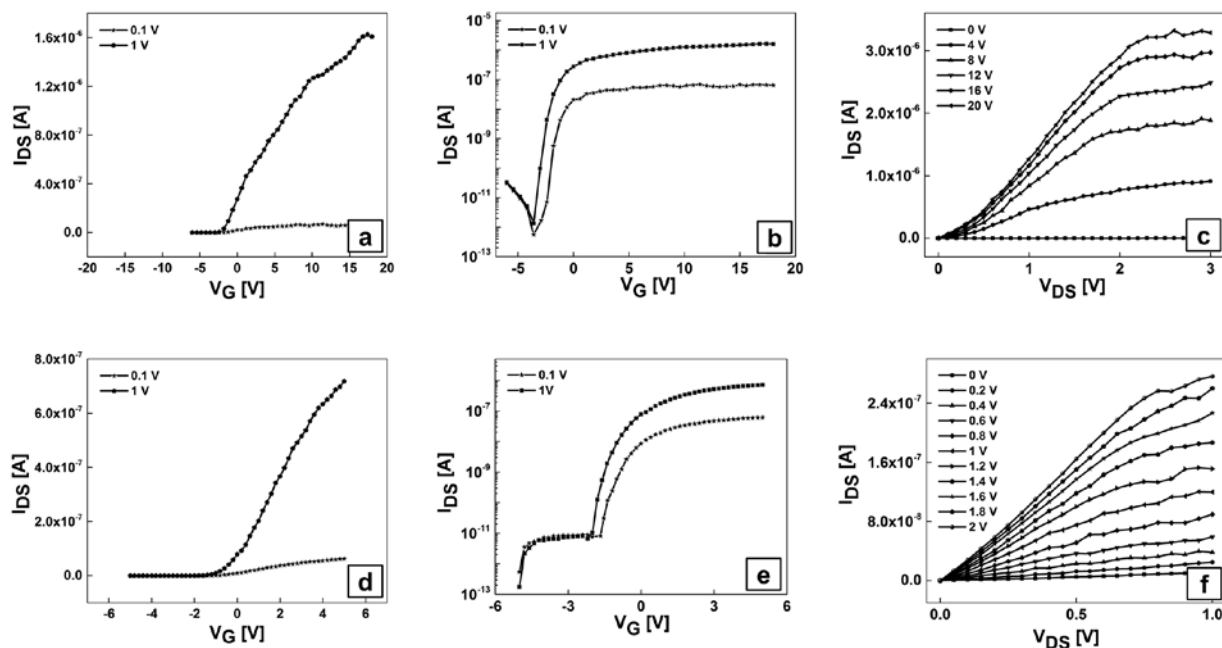 0.1 V
1 V
1.6x10⁻⁶
1.2x10⁻⁶
8.0x10⁻⁷
4.0x10⁻⁷
0.0
I_DS [A]
-20 -15 -10 -5 0 5 10 15 20
V_G [V]
a
0.1 V
1 V
10⁻⁵
10⁻⁷
10⁻⁹
10⁻¹¹
10⁻¹³
I_DS [A]
-5 0 5 10 15 20
V_G [V]
b
0 V
4 V
8 V
12 V
16 V
20 V
3.0x10⁻⁶
1.0x10⁻⁶
0.0
I_DS [A]
0 1 2 3
V_DS [V]
c
0.1 V
1 V
8.0x10⁻⁷
6.0x10⁻⁷
4.0x10⁻⁷
2.0x10⁻⁷
0.0
I_DS [A]
-6 -4 -2 0 2 4 6
V_G [V]
d
0.1 V
1V
10⁻⁷
10⁻⁹
10⁻¹¹
10⁻¹³
I_DS [A]
-6 -3 0 3 6
V_G [V]
e
0 V
0.2 V
0.4 V
0.6 V
0.8 V
1 V
1.2 V
1.4 V
1.6 V
1.8 V
2 V
2.4x10⁻⁷
1.6x10⁻⁷
8.0x10⁻⁸
0.0
I_DS [A]
0.0 0.5 1.0
V_DS [V]
f